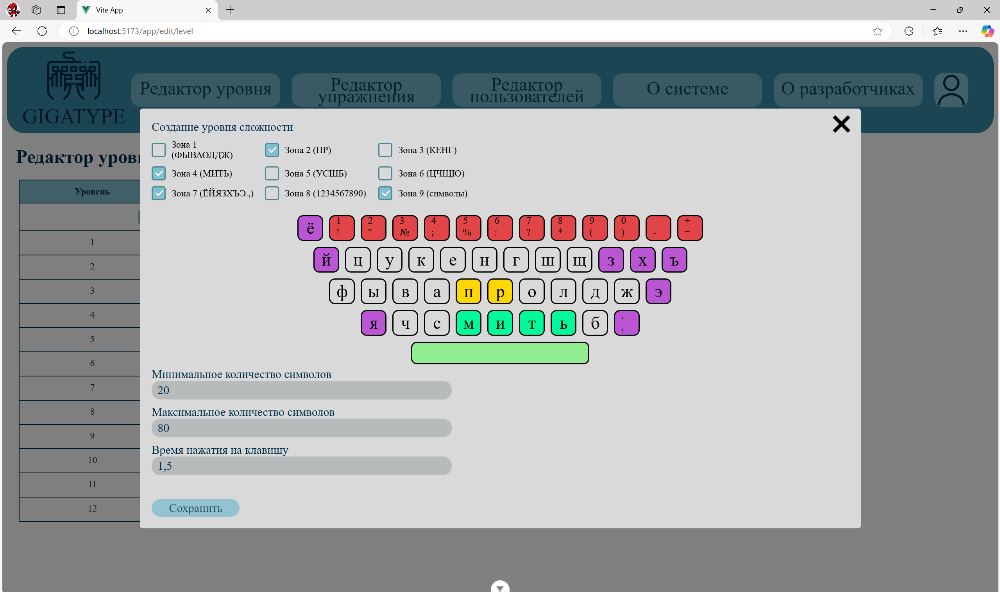 Vite App
localhost:5173/app/edit/level
GIGATYPE
Редактор уровня
Редактор
упражнения
Редактор
пользователей
О системе
О разработчиках
Создание уровня сложности
Зона 1
(ФЫВАОЛДЖ)
Зона 2 (ПР)
Зона 3 (КЕНГ)
Зона 4 (МИТЬ)
Зона 5 (УСШБ)
Зона 6 (ЦЧЩЮ)
Зона 7 (ЁЙЯЗХЪЭ.,)
Зона 8 (1234567890)
Зона 9 (символы)
ё 1 2 3 4 5 6 7 8 9 0 _ +
! " № ; % : ? * ( ) - =
й ц у к е н г ш щ з х ъ
ф ы в а п р о л д ж э
я ч с м и т ь б . ,
Минимальное количество символов
20
Максимальное количество символов
80
Время нажатия на клавишу
1,5
Сохранить
Редактор
Уровень
1
2
3
4
5
6
7
8
9
10
11
12